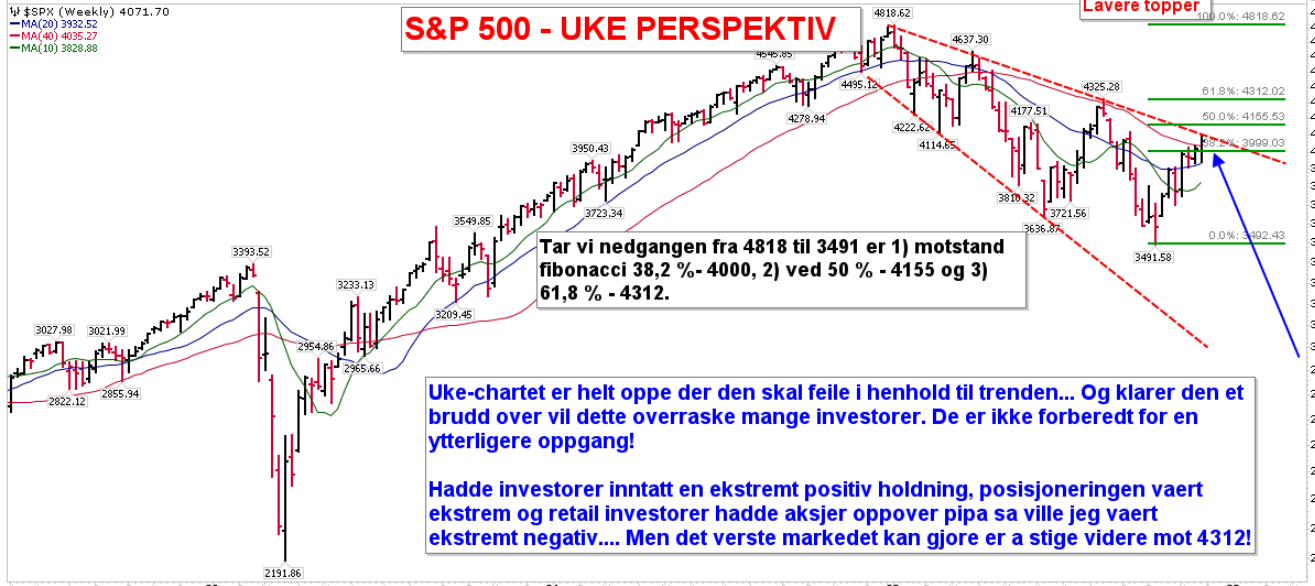 $SPX (Weekly) 4071.70
MA(20) 3932.52
MA(40) 4035.27
MA(10) 3828.88
S&P 500 - UKE PERSPEKTIV
Lavere topper
4818.62
100.0%: 4818.62
4637.30
4545.85
4495.12
4325.28
61.8%: 4312.02
4278.94
4222.62
4177.51
50.0%: 4155.53
4114.65
38.2%: 3999.03
3950.43
3810.32
3723.34
3721.56
3636.87
3549.85
0.0%: 3492.43
3491.58
3393.52
3233.13
3209.45
Tar vi nedgangen fra 4818 til 3491 er 1) motstand
fibonacci 38,2 %- 4000, 2) ved 50 % - 4155 og 3)
61,8 % - 4312.
3027.98
3021.99
2954.86
2965.66
2822.12
2855.94
2191.86
Uke-chartet er helt oppe der den skal feile i henhold til trenden... Og klarer den et
brudd over vil dette overraske mange investorer. De er ikke forberedt for en
ytterligere oppgang!
Hadde investorer inntatt en ekstremt positiv holdning, posisjoneringen vaert
ekstrem og retail investorer hadde aksjer oppover pipa sa ville jeg vaert
ekstremt negativ.... Men det verste markedet kan gjore er a stige videre mot 4312!